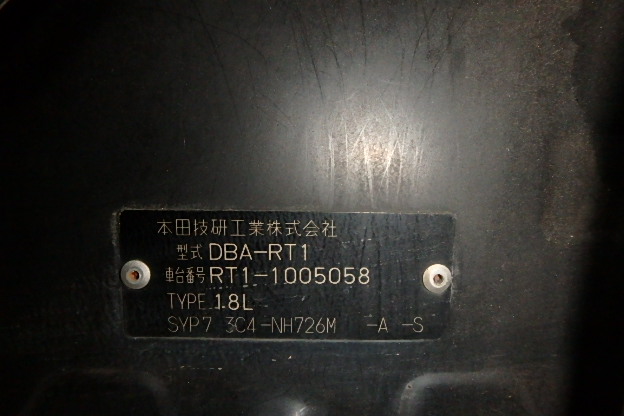 本田技研工業株式会社
型式 DBA-RT1
車台番号 RT1-1005058
TYPE 1.8L
SYP7 3C4-NH726M -A -S